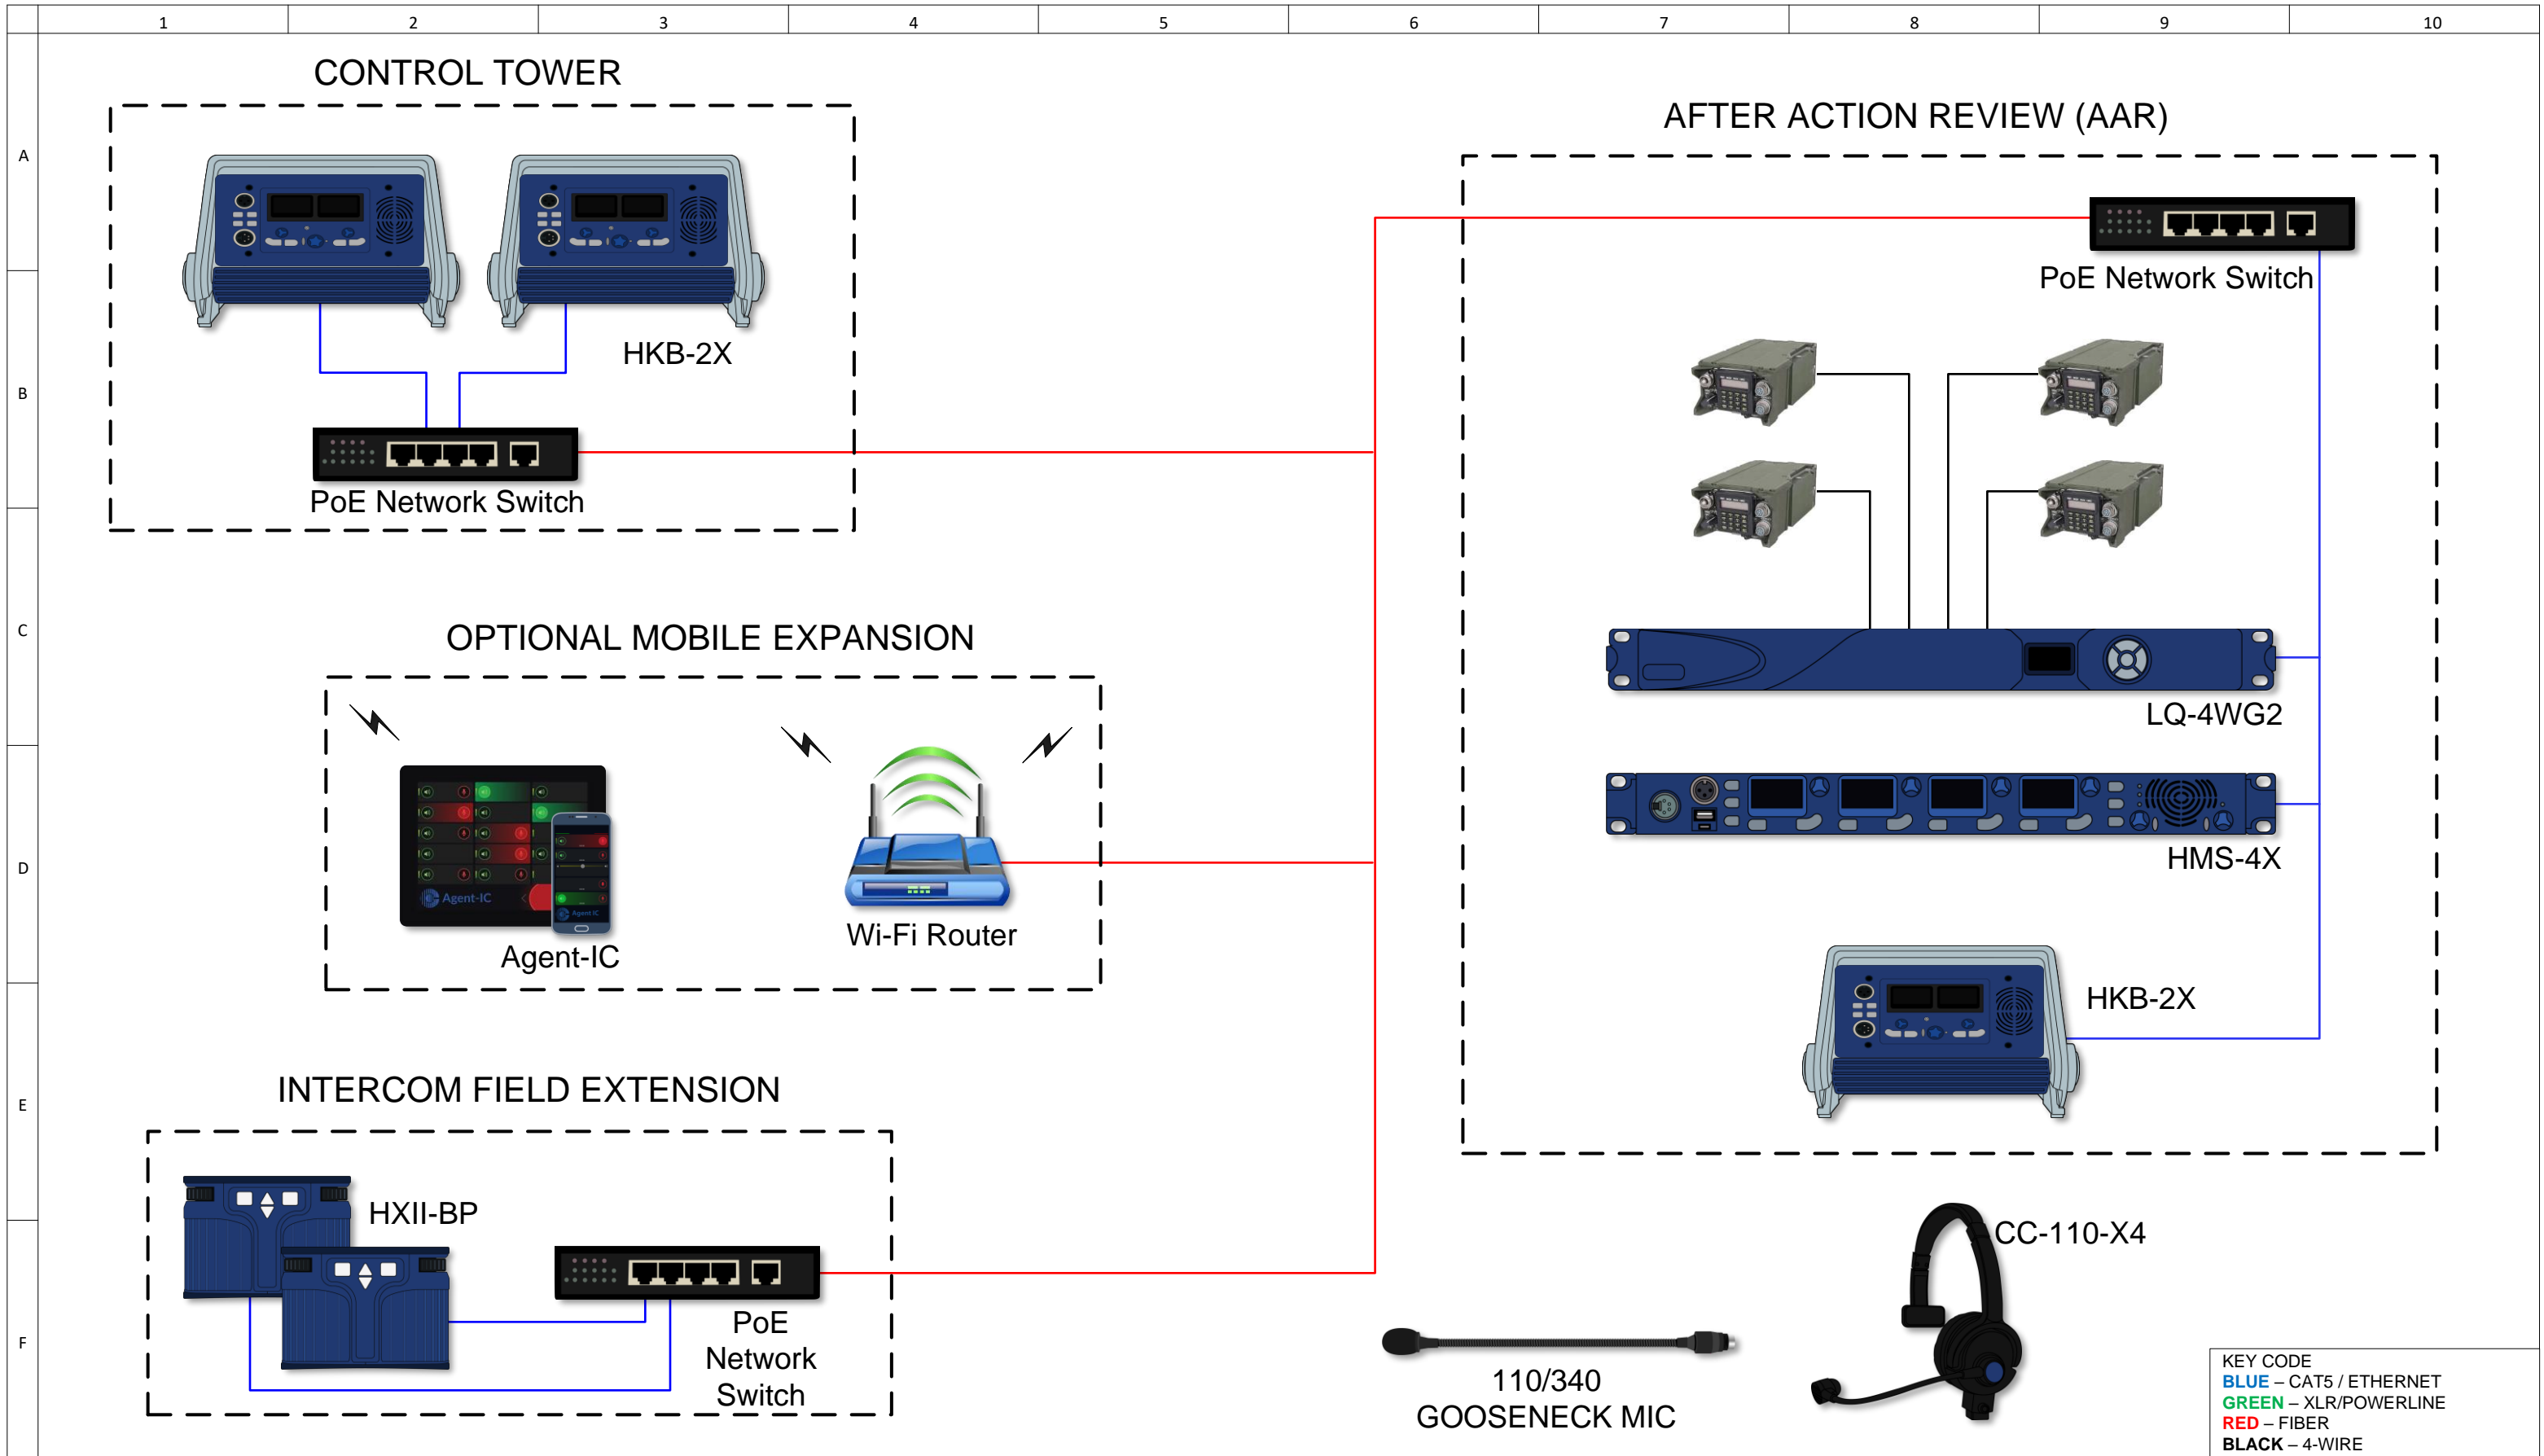 1 2 3 4 5 6 7 8 9 10
A
B
C
D
E
F
CONTROL TOWER
HKB-2X
PoE Network Switch
OPTIONAL MOBILE EXPANSION
Agent-IC
Agent-IC
Agent-IC
Wi-Fi Router
INTERCOM FIELD EXTENSION
HXII-BP
PoE
Network
Switch
AFTER ACTION REVIEW (AAR)
PoE Network Switch
LQ-4WG2
HMS-4X
HKB-2X
110/340
GOOSENECK MIC
CC-110-X4
KEY CODE
BLUE – CAT5 / ETHERNET
GREEN – XLR/POWERLINE
RED – FIBER
BLACK – 4-WIRE